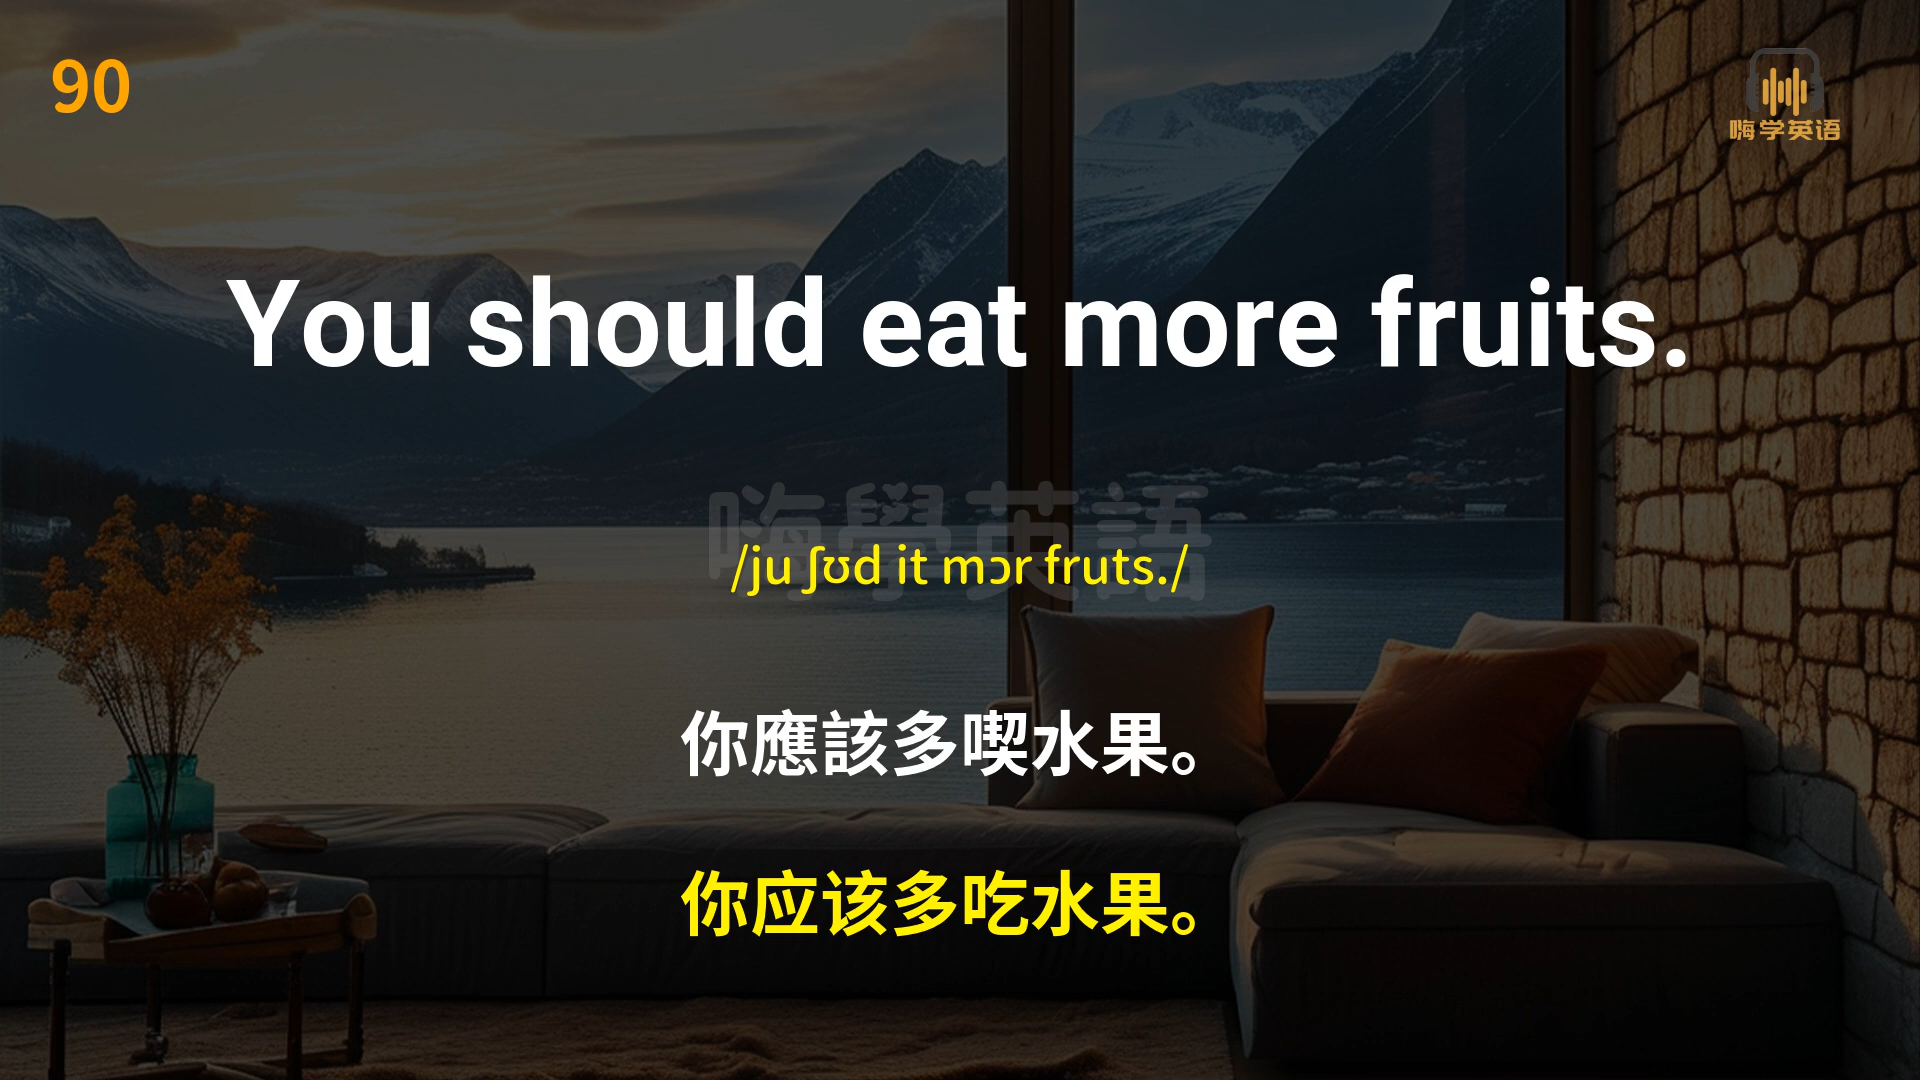 90
嗨学英语
You should eat more fruits.
嗨學英語
/ju ʃʊd it mɔr fruts./
你應該多喫水果。
你应该多吃水果。